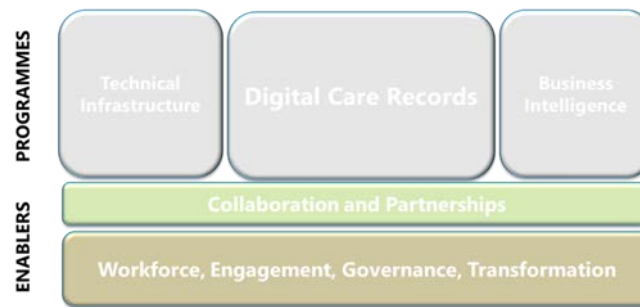 PROGRAMMES
Technical
Infrastructure
Digital Care Records
Business
Intelligence
ENABLERS
Collaboration and Partnerships
Workforce, Engagement, Governance, Transformation